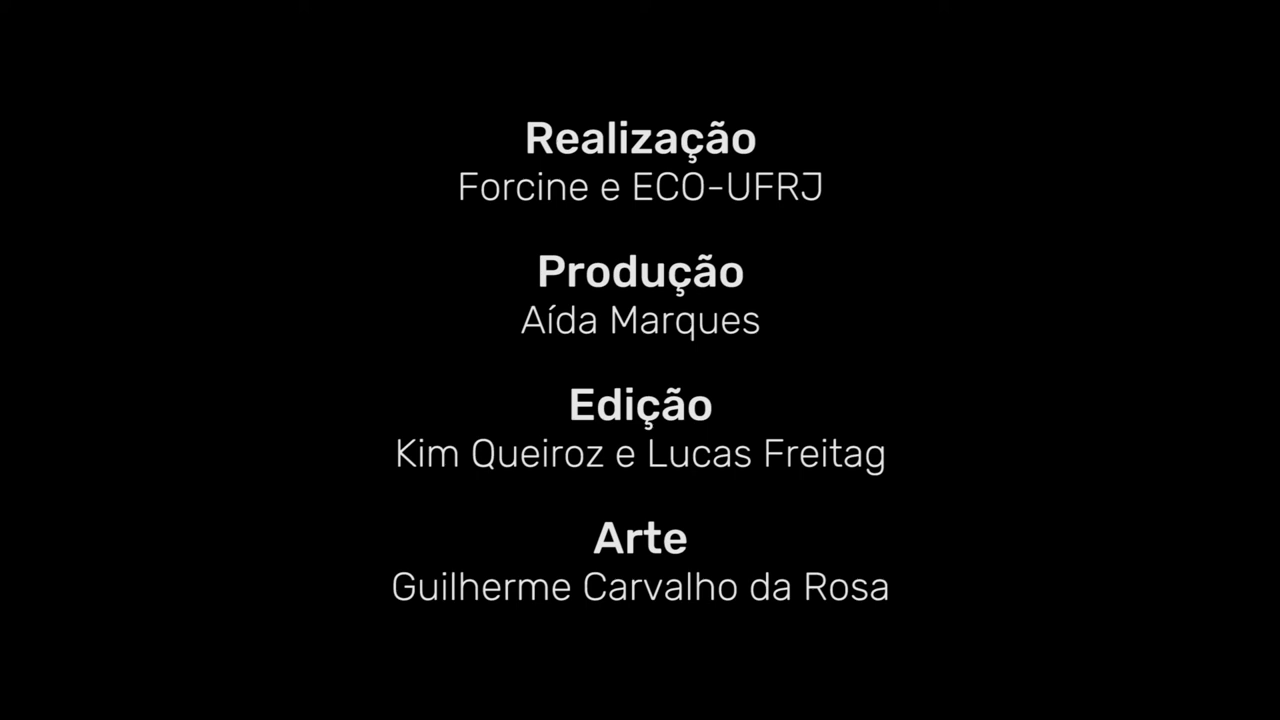 Realização
Forcine e ECO-UFRJ
Produção
Aída Marques
Edição
Kim Queiroz e Lucas Freitag
Arte
Guilherme Carvalho da Rosa